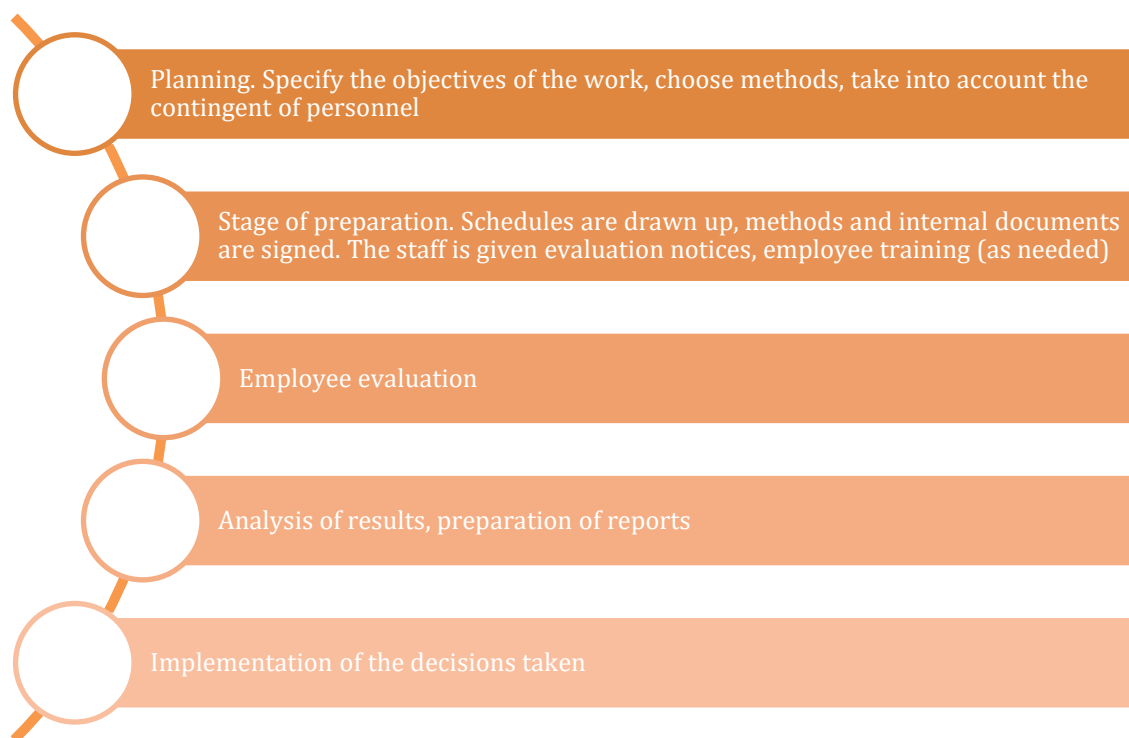 Planning. Specify the objectives of the work, choose methods, take into account the
contingent of personnel
Stage of preparation. Schedules are drawn up, methods and internal documents
are signed. The staff is given evaluation notices, employee training (as needed)
Employee evaluation
Analysis of results, preparation of reports
Implementation of the decisions taken